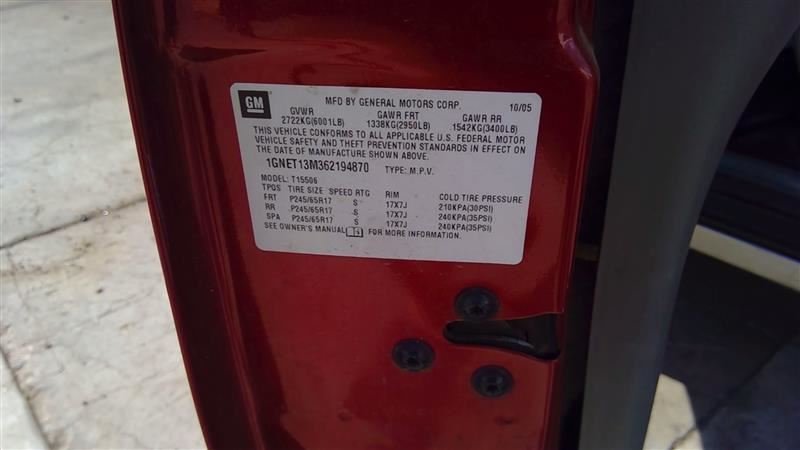 GM MFD BY GENERAL MOTORS CORP. 10/05
GVWR GAWR FRT GAWR RR
2722KG(6001LB) 1338KG(2950LB) 1542KG(3400LB)
THIS VEHICLE CONFORMS TO ALL APPLICABLE U.S. FEDERAL MOTOR
VEHICLE SAFETY AND THEFT PREVENTION STANDARDS IN EFFECT ON
THE DATE OF MANUFACTURE SHOWN ABOVE.
1GNET13M362194870 TYPE: M.P.V.
MODEL: T15506
TPOS TIRE SIZE SPEED RTG RIM COLD TIRE PRESSURE
FRT P245/65R17 S 17X7J 210KPA(30PSI)
RR P245/65R17 S 17X7J 240KPA(35PSI)
SPA P245/65R17 S 17X7J 240KPA(35PSI)
SEE OWNER'S MANUAL FOR MORE INFORMATION.